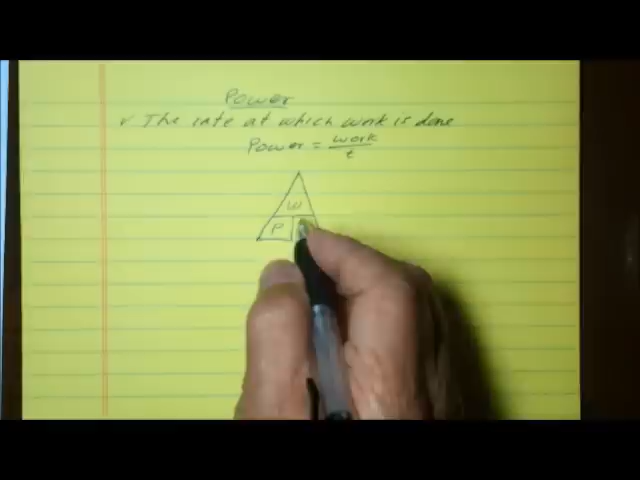 Power
✓ The rate at which work is done
Power = work
t
W
P